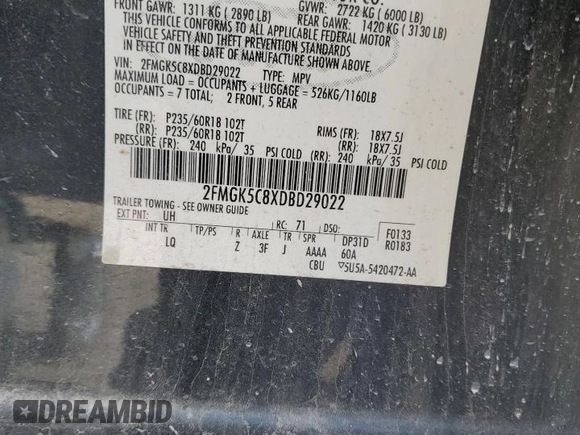 FRONT GAWR: 1311 KG ( 2890 LB)
GVWR: 2722 KG ( 6000 LB)
REAR GAWR: 1420 KG ( 3130 LB)
THIS VEHICLE CONFORMS TO ALL APPLICABLE FEDERAL MOTOR
VEHICLE SAFETY AND THEFT PREVENTION STANDARDS IN
EFFECT ON THE DATE OF MANUFACTURE SHOWN ABOVE.
VIN: 2FMGK5C8XDBD29022 TYPE: MPV
MAXIMUM LOAD = OCCUPANTS + LUGGAGE = 526KG/1160LB
OCCUPANTS = 7 TOTAL; 2 FRONT, 5 REAR
TIRE (FR): P235/60R18 102T RIMS (FR) 18X7.5J
(RR): P235/60R18 102T (RR) 18X7.5J
PRESSURE (FR) 240 kPa/ 35 PSI COLD (RR) 240 kPa/ 35 PSI COLD
2FMGK5C8XDBD29022
TRAILER TOWING - SEE OWNER GUIDE
EXT PNT: UH RC: 71 DSO: F0133
R0183
INT TR TP/PS R AXLE TR SPR DP31D
LQ Z 3F J AAAA 60A
CBU 5U5A-5420472-AA
DREAMBID